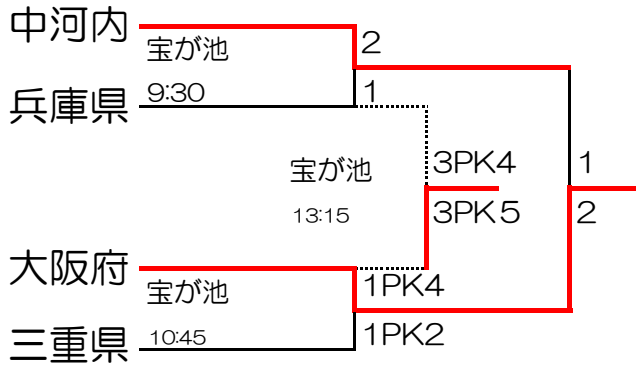 中河内
宝が池
2
兵庫県
9:30
1
宝が池
3PK4
1
13:15
3PK5
2
大阪府
宝が池
1PK4
三重県
10:45
1PK2